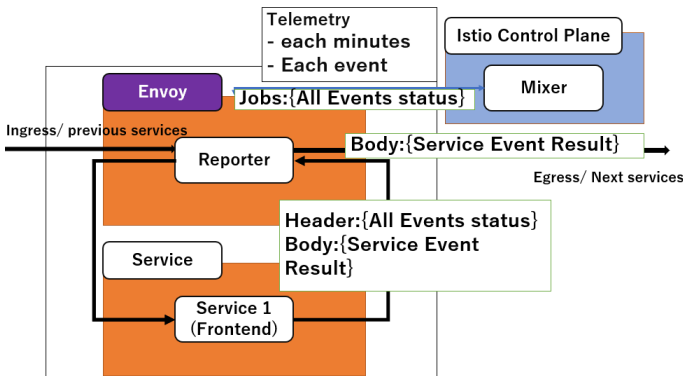 Telemetry
- each minutes
- Each event
Istio Control Plane
Envoy
Mixer
Jobs:{All Events status}
Ingress/ previous services
Body:{Service Event Result}
Reporter
Egress/ Next services
Header:{All Events status}
Body:{Service Event
Result}
Service
Service 1
(Frontend)